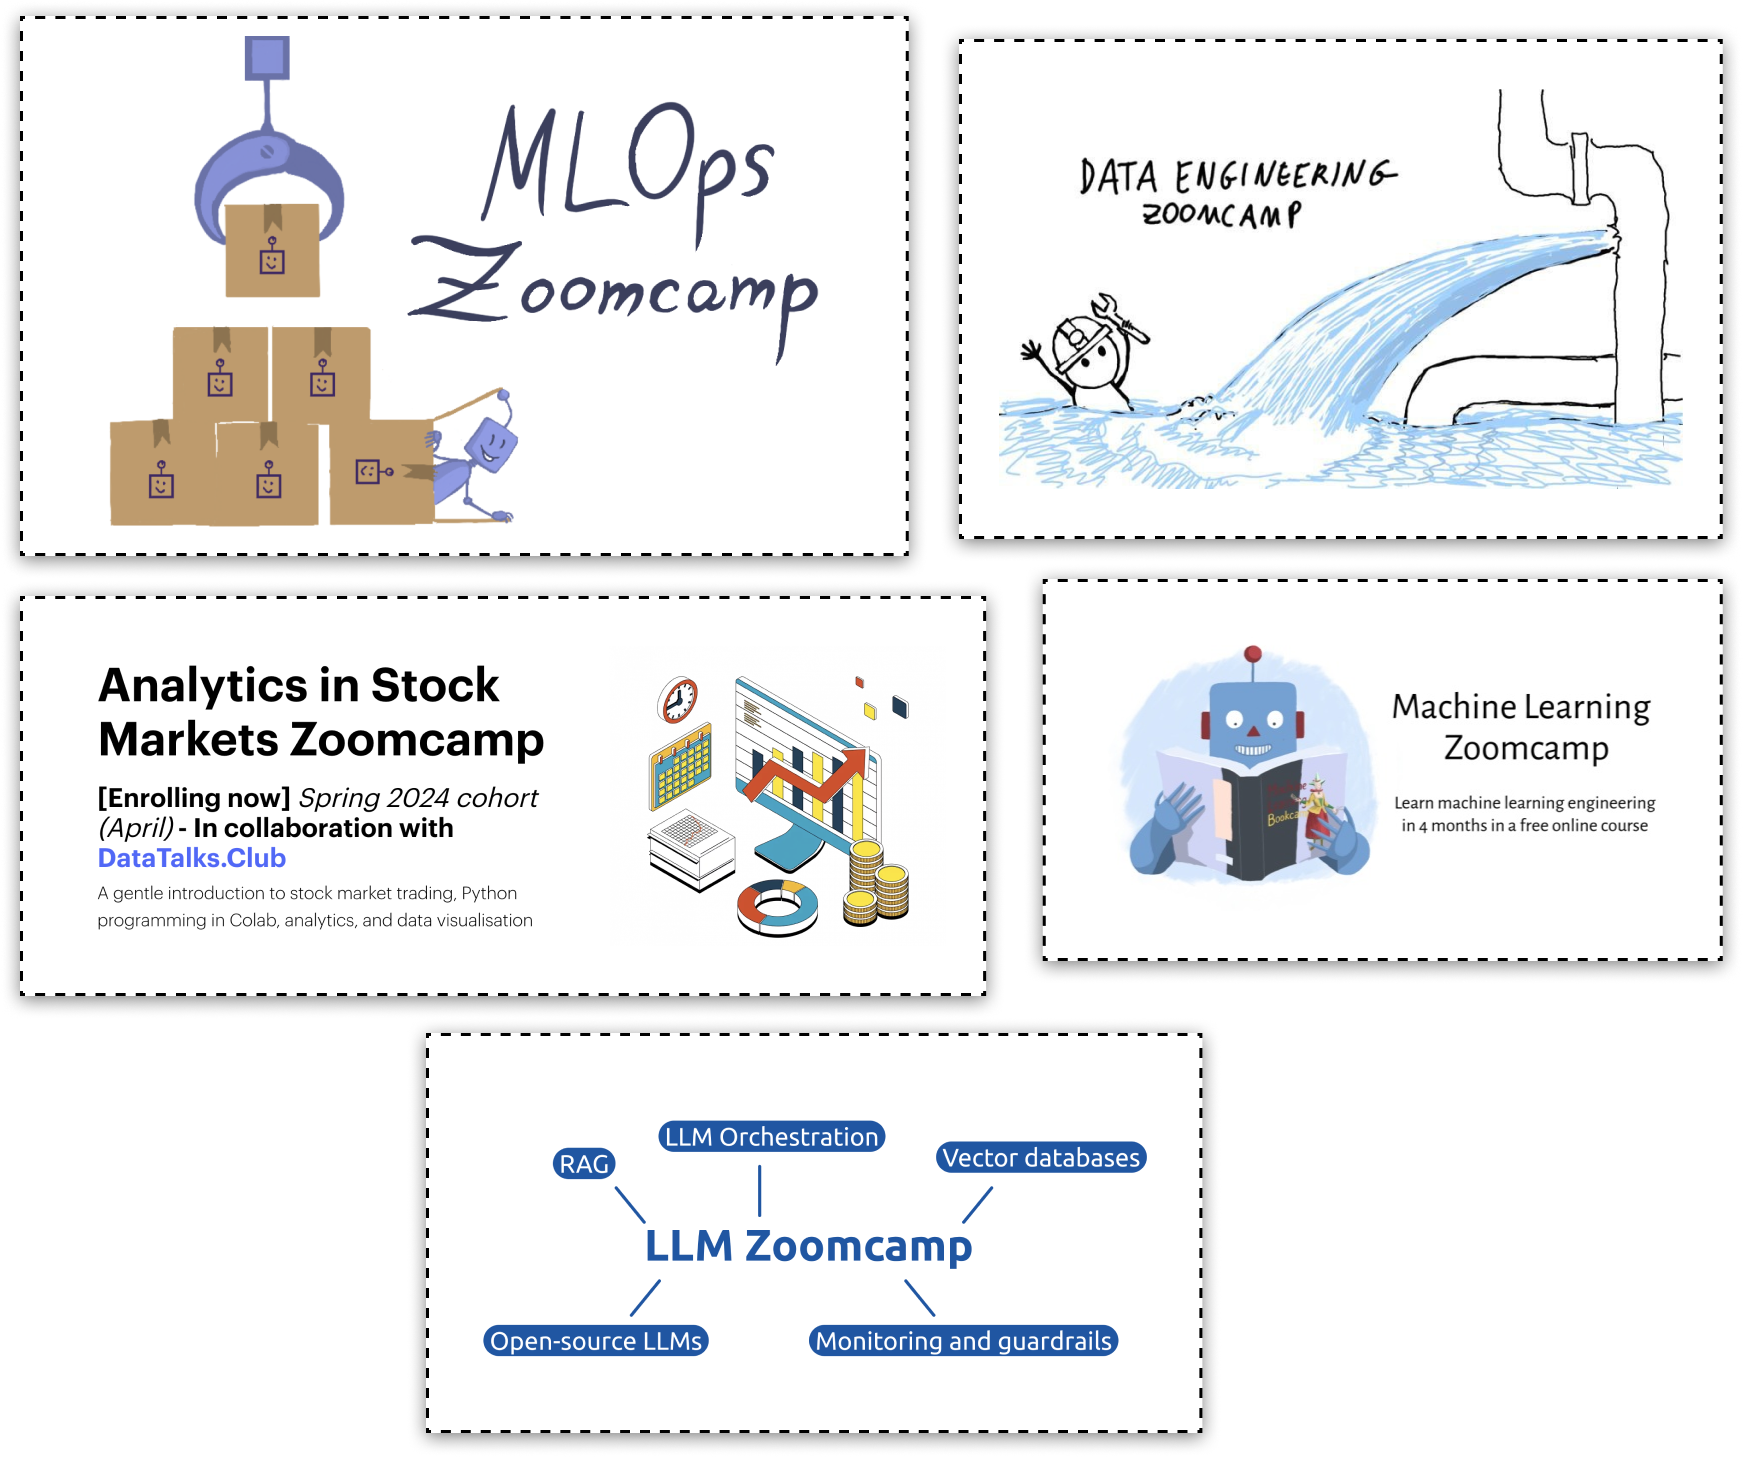 MLOps
Zoomcamp
DATA ENGINEERING
ZOOMCAMP
Analytics in Stock
Markets Zoomcamp
[Enrolling now] Spring 2024 cohort
(April) - In collaboration with
DataTalks.Club
A gentle introduction to stock market trading, Python
programming in Colab, analytics, and data visualisation
Machine Learning
Zoomcamp
Learn machine learning engineering
in 4 months in a free online course
LLM Orchestration
RAG
Vector databases
LLM Zoomcamp
Open-source LLMs
Monitoring and guardrails